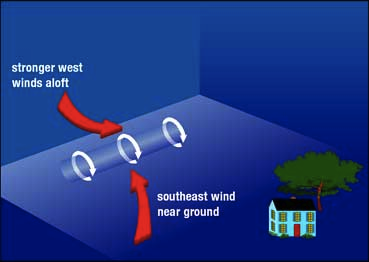 stronger west
winds aloft
southeast wind
near ground